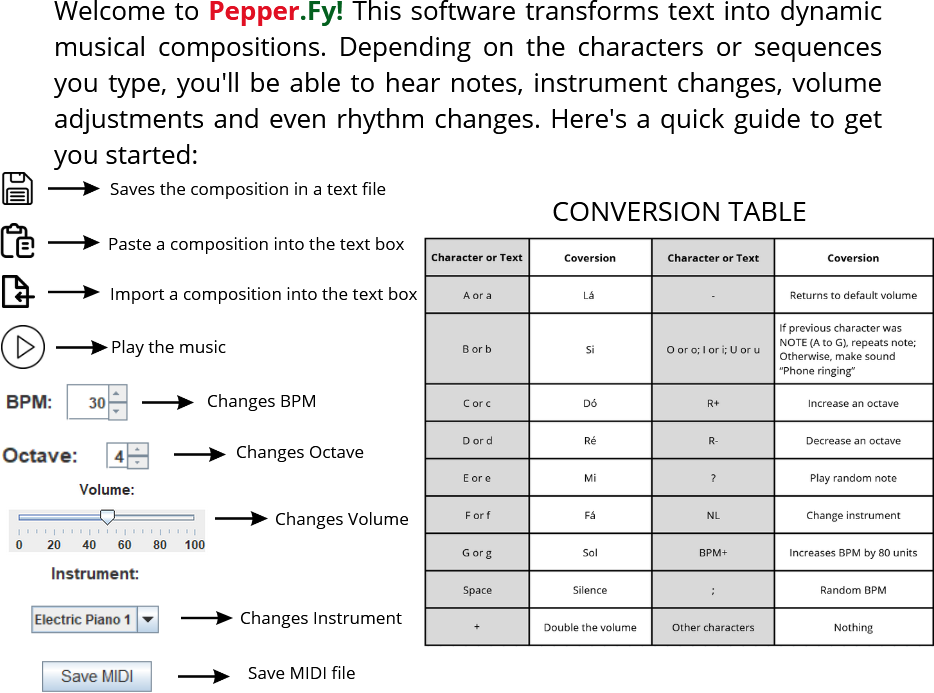 Welcome to Pepper.Fy! This software transforms text into dynamic
musical compositions. Depending on the characters or sequences
you type, you'll be able to hear notes, instrument changes, volume
adjustments and even rhythm changes. Here's a quick guide to get
you started:
Saves the composition in a text file
Paste a composition into the text box
Import a composition into the text box
Play the music
BPM: 30 Changes BPM
Octave: 4 Changes Octave
Volume:
0 20 40 60 80 100
Changes Volume
Instrument:
Electric Piano 1 Changes Instrument
Save MIDI Save MIDI file
CONVERSION TABLE
Character or Text Coversion Character or Text Coversion
A or a Lá - Returns to default volume
B or b Si O or o; I or i; U or u If previous character was
NOTE (A to G), repeats note;
Otherwise, make sound
“Phone ringing”
C or c Dó R+ Increase an octave
D or d Ré R- Decrease an octave
E or e Mi ? Play random note
F or f Fá NL Change instrument
G or g Sol BPM+ Increases BPM by 80 units
Space Silence ; Random BPM
+ Double the volume Other characters Nothing